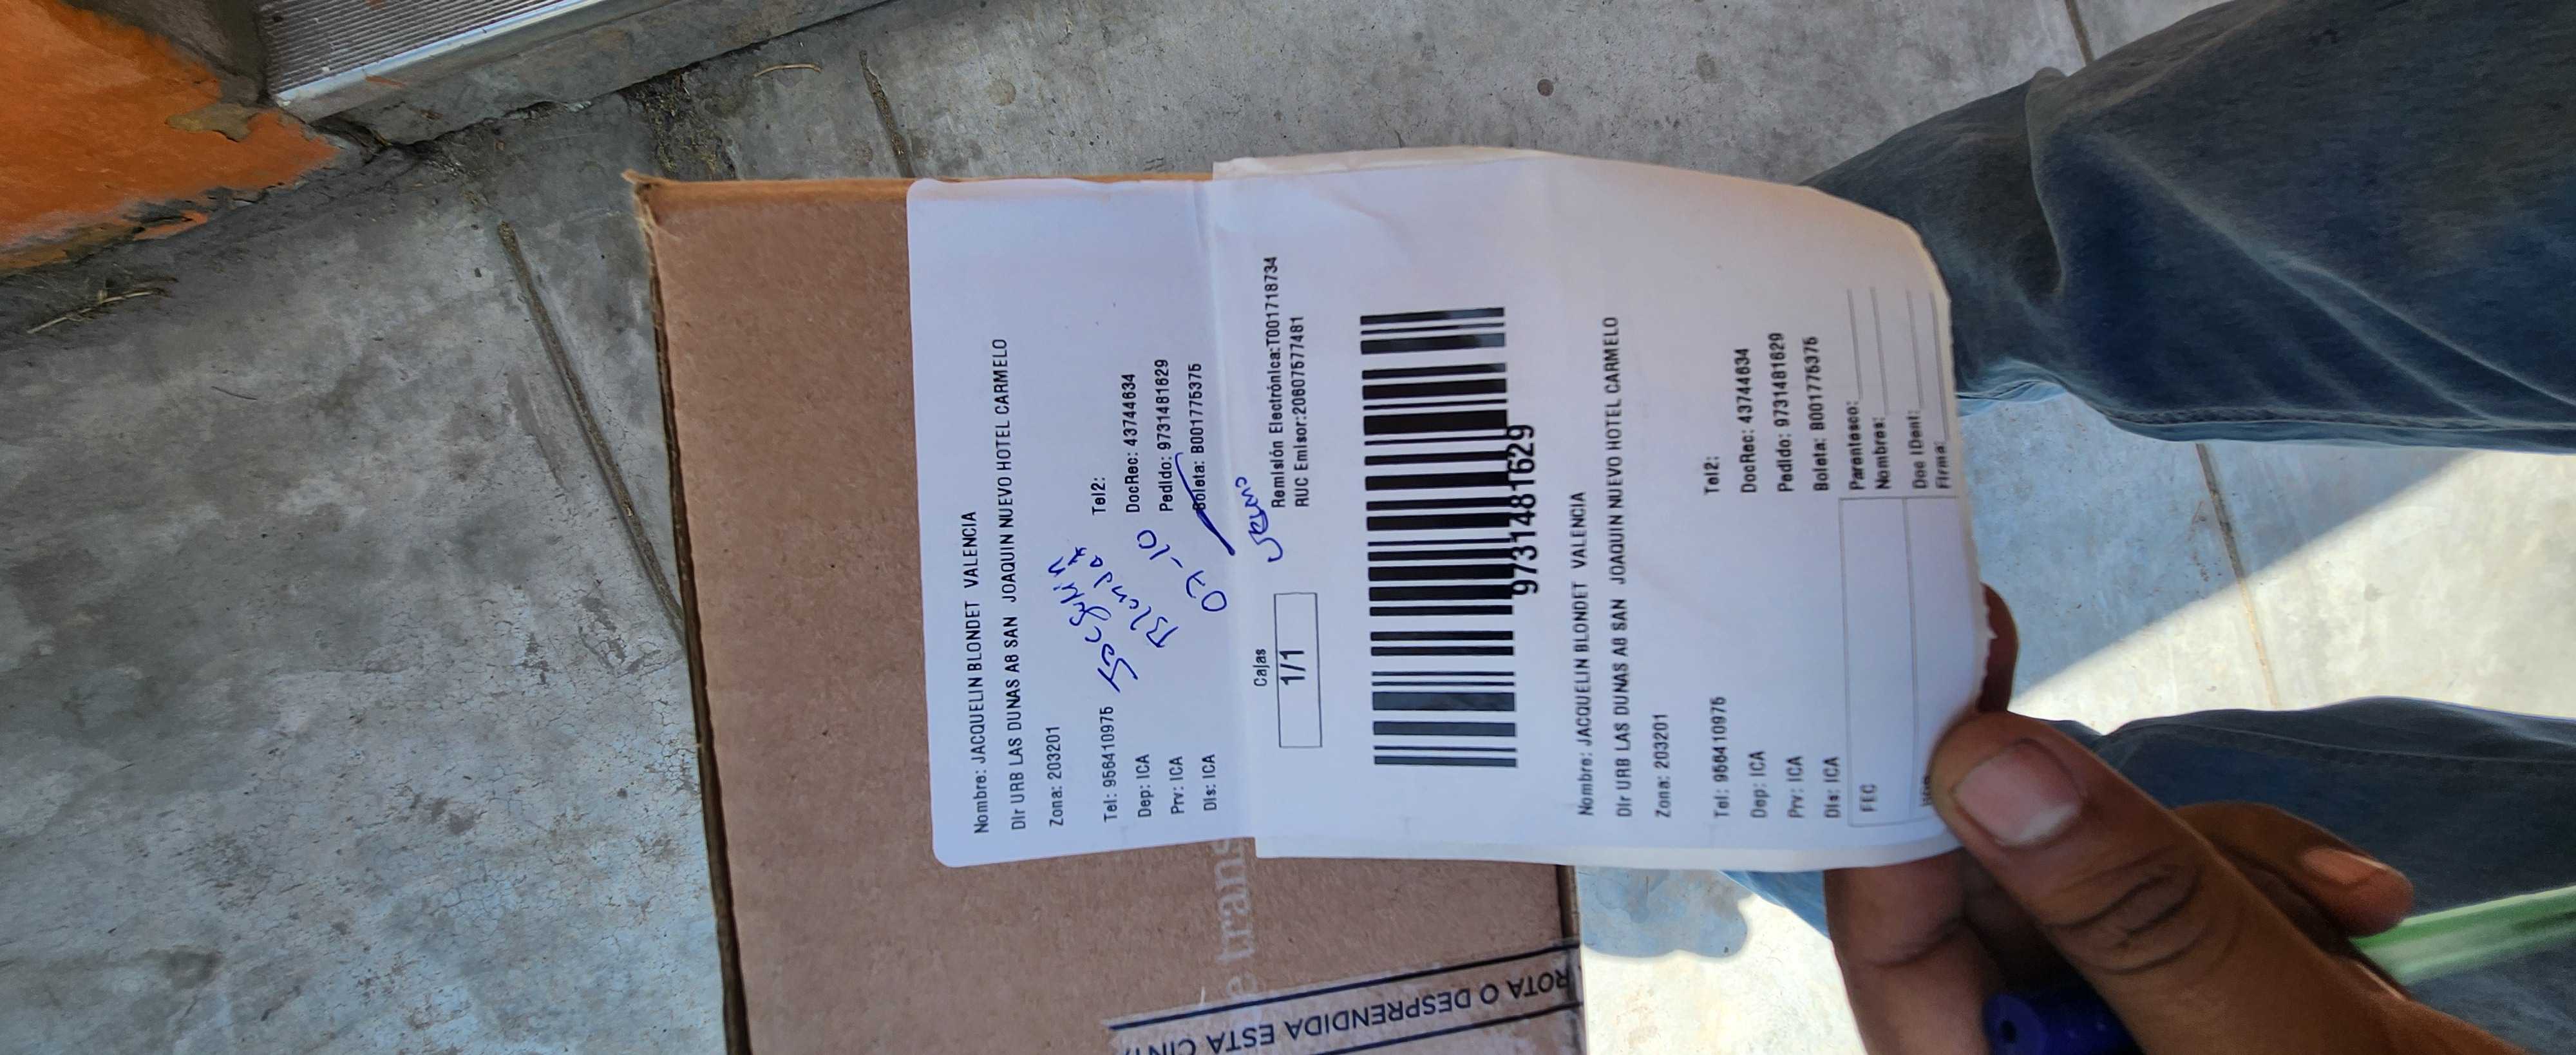 Nombre: JACQUELIN BLONDET VALENCIA
Dir URB LAS DUNAS A8 SAN JOAQUIN NUEVO HOTEL CARMELO
Zona: 203201
Tel: 956410975 Tel2:
Dep: ICA DocRec: 43744634
Prv: ICA Pedido: 9731481629
Dis: ICA Boleta: B001775375
07-10
Cajas
1/1
Remisión Electrónica:T001718734
RUC Emisor:20607577481
9731481629
Nombre: JACQUELIN BLONDET VALENCIA
Dir URB LAS DUNAS A8 SAN JOAQUIN NUEVO HOTEL CARMELO
Zona: 203201
Tel: 956410975 Tel2:
Dep: ICA DocRec: 43744634
Prv: ICA Pedido: 9731481629
Dis: ICA Boleta: B001775375
FEC
Parentesco:
Nombres:
Doc IDent:
Firma:
e trans
ROTA O DESPRENDIDA ESTA CIN